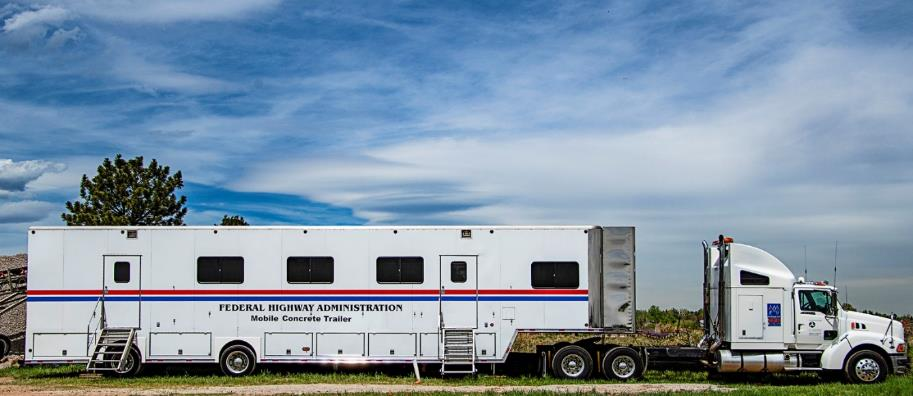 FEDERAL HIGHWAY ADMINISTRATION
Mobile Concrete Trailer